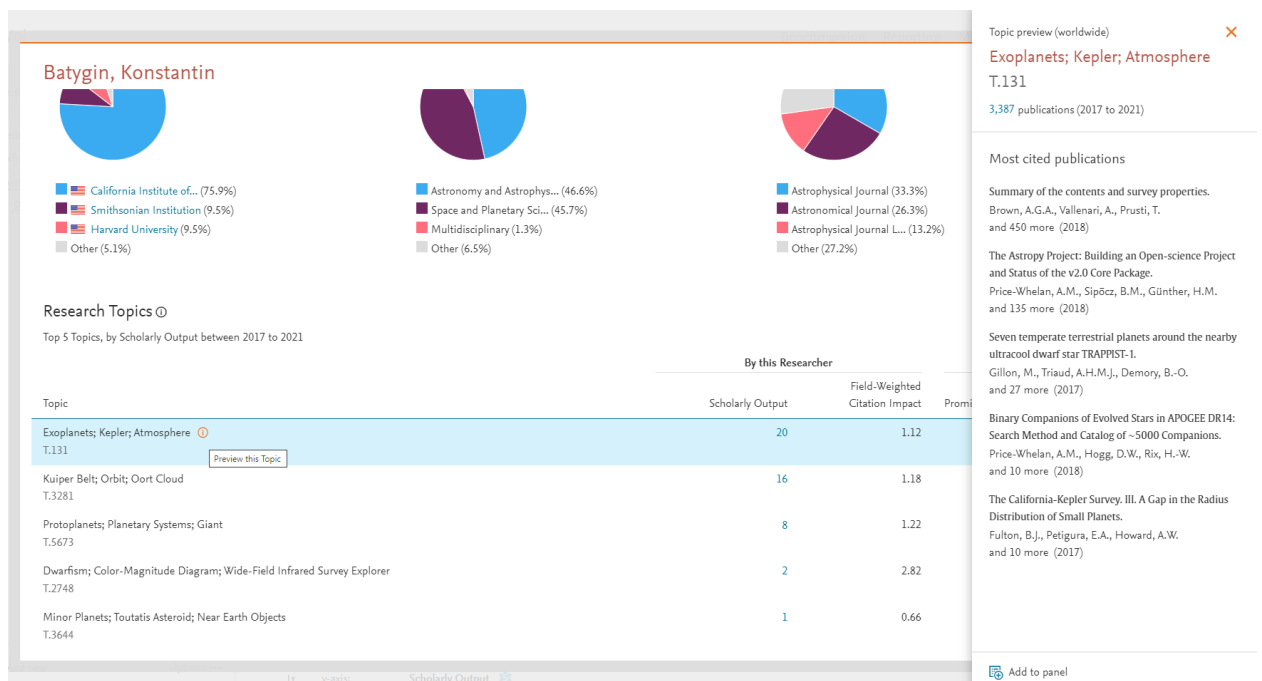 Batygin, Konstantin
California Institute of... (75.9%)
Smithsonian Institution (9.5%)
Harvard University (9.5%)
Other (5.1%)
Astronomy and Astrophys... (46.6%)
Space and Planetary Sci... (45.7%)
Multidisciplinary (1.3%)
Other (6.5%)
Astrophysical Journal (33.3%)
Astronomical Journal (26.3%)
Astrophysical Journal L... (13.2%)
Other (27.2%)
Research Topics
Top 5 Topics, by Scholarly Output between 2017 to 2021
By this Researcher
Topic
Scholarly Output
Field-Weighted
Citation Impact
Promi
Exoplanets; Kepler; Atmosphere 20 1.12
T.131
Preview this Topic
Kuiper Belt; Orbit; Oort Cloud 16 1.18
T.3281
Protoplanets; Planetary Systems; Giant 8 1.22
T.5673
Dwarfism; Color-Magnitude Diagram; Wide-Field Infrared Survey Explorer 2 2.82
T.2748
Minor Planets; Toutatis Asteroid; Near Earth Objects 1 0.66
T.3644
y-axis: Scholarly Output
Topic preview (worldwide)
Exoplanets; Kepler; Atmosphere
T.131
3,387 publications (2017 to 2021)
Most cited publications
Summary of the contents and survey properties.
Brown, A.G.A., Vallenari, A., Prusti, T.
and 450 more (2018)
The Astropy Project: Building an Open-science Project
and Status of the v2.0 Core Package.
Price-Whelan, A.M., Sipőcz, B.M., Günther, H.M.
and 135 more (2018)
Seven temperate terrestrial planets around the nearby
ultracool dwarf star TRAPPIST-1.
Gillon, M., Triaud, A.H.M.J., Demory, B.-O.
and 27 more (2017)
Binary Companions of Evolved Stars in APOGEE DR14:
Search Method and Catalog of ~5000 Companions.
Price-Whelan, A.M., Hogg, D.W., Rix, H.-W.
and 10 more (2018)
The California-Kepler Survey. III. A Gap in the Radius
Distribution of Small Planets.
Fulton, B.J., Petigura, E.A., Howard, A.W.
and 10 more (2017)
Add to panel